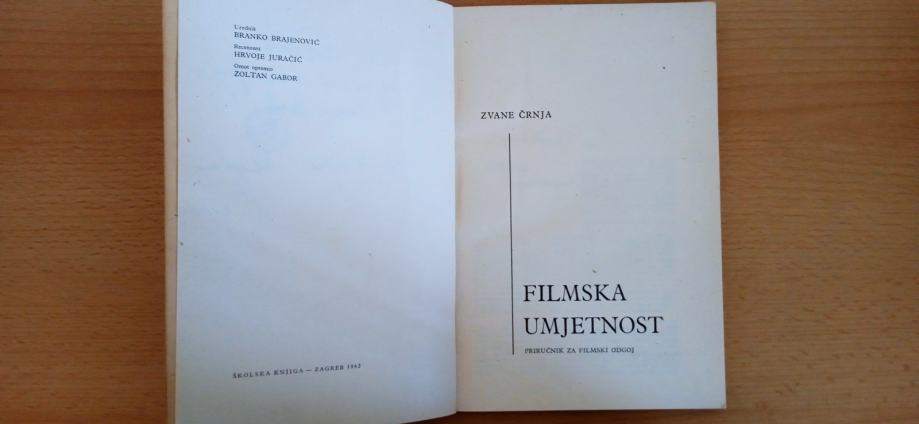 Urednik
BRANKO BRAJENOVIĆ
Recenzent
HRVOJE JURAČIĆ
Omot opremio
ZOLTAN GABOR
ŠKOLSKA KNJIGA — ZAGREB 1962
ZVANE ČRNJA
FILMSKA
UMJETNOST
PRIRUČNIK ZA FILMSKI ODGOJ